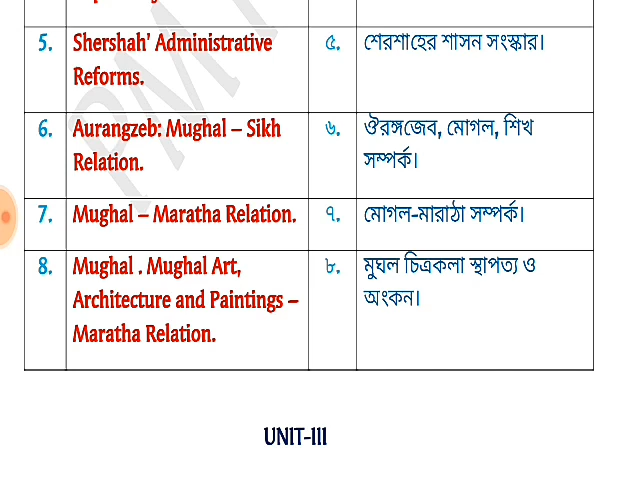 5. Shershah' Administrative ৫. শেরশাহের শাসন সংস্কার।
Reforms.
6. Aurangzeb: Mughal – Sikh ৬. ঔরঙ্গজেব, মোগল, শিখ
Relation. সম্পর্ক।
7. Mughal – Maratha Relation. ৭. মোগল-মারাঠা সম্পর্ক।
8. Mughal . Mughal Art, ৮. মুঘল চিত্রকলা স্থাপত্য ও
Architecture and Paintings – অংকন।
Maratha Relation.
UNIT-III